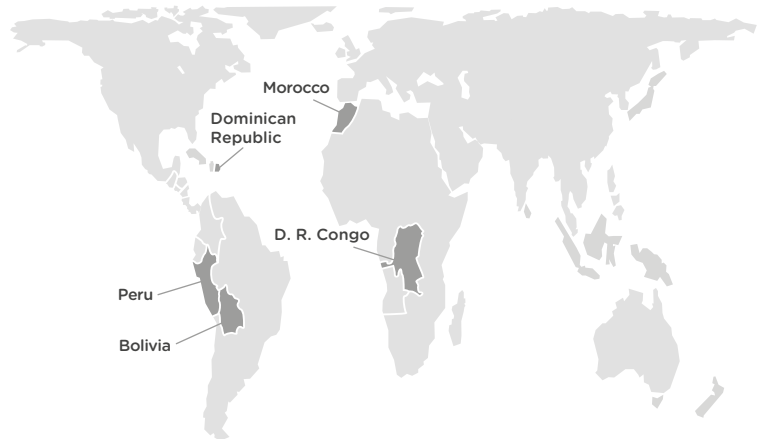 Morocco
Dominican
Republic
D. R. Congo
Peru
Bolivia